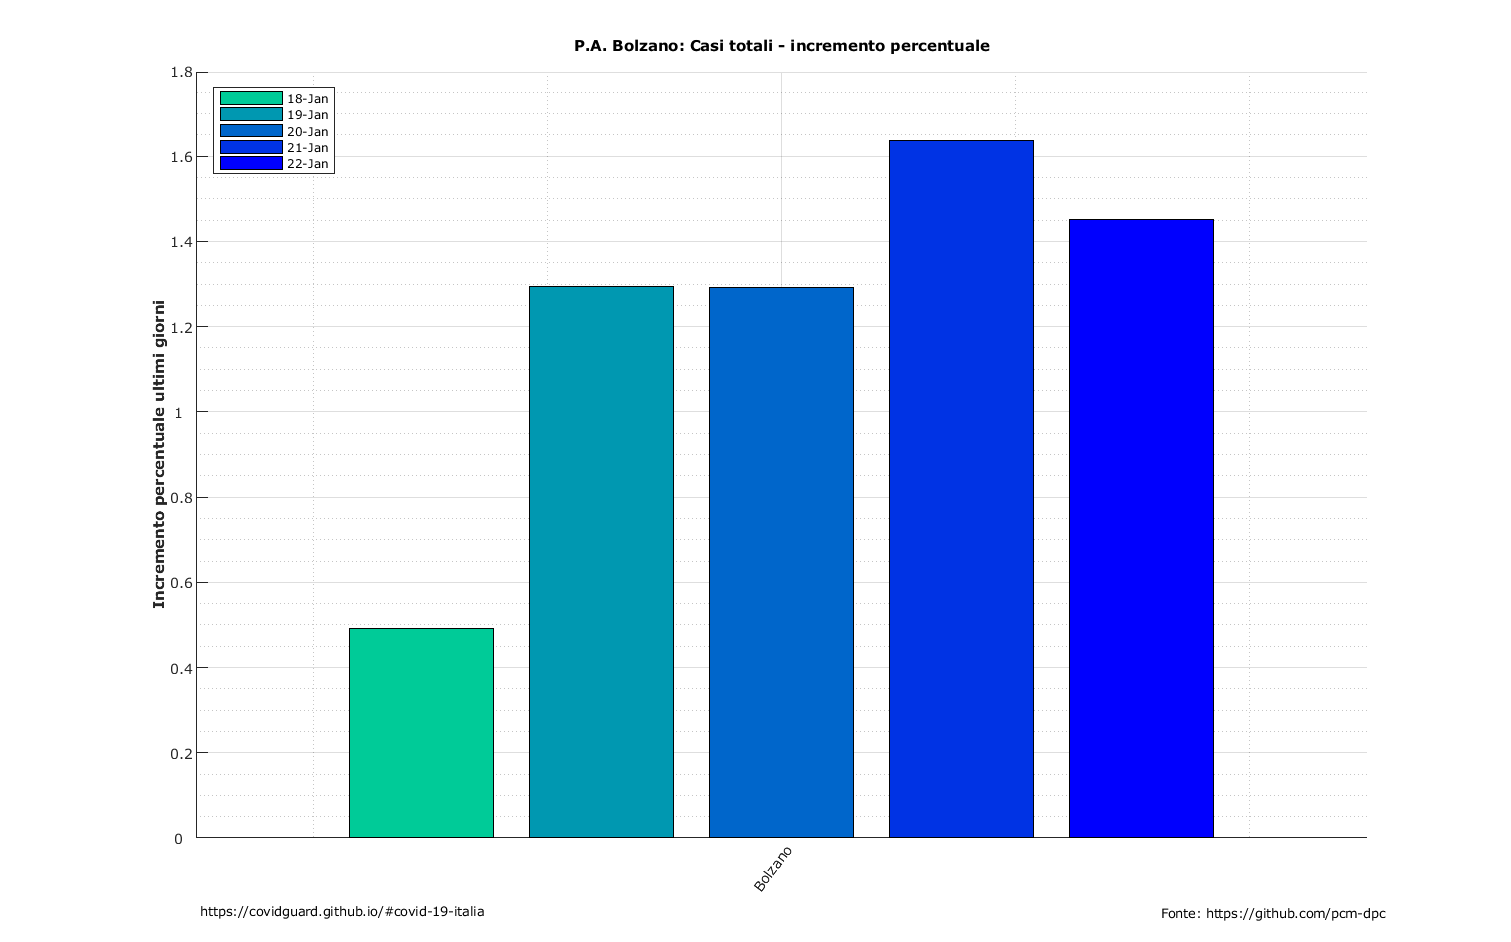 P.A. Bolzano: Casi totali - incremento percentuale
18-Jan
19-Jan
20-Jan
21-Jan
22-Jan
Incremento percentuale ultimi giorni
1.8
1.6
1.4
1.2
1
0.8
0.6
0.4
0.2
0
Bolzano
https://covidguard.github.io/#covid-19-italia
Fonte: https://github.com/pcm-dpc